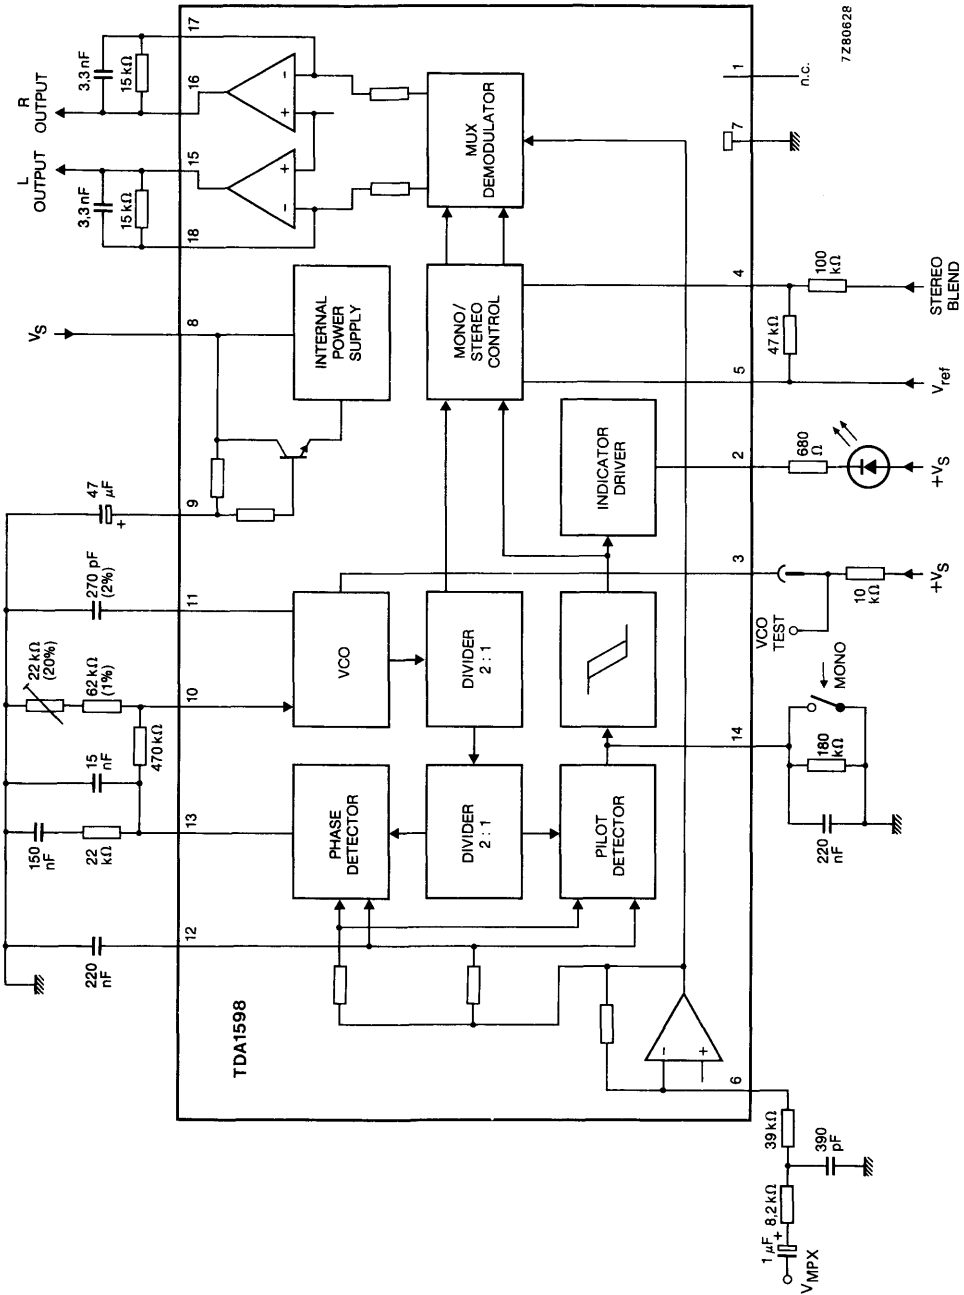 TDA1598
220
nF
150
nF
22
kΩ
15
nF
470 kΩ
22 kΩ
(20%)
62 kΩ
(1%)
270 pF
(2%)
47
μF
+
VS
L
OUTPUT
R
OUTPUT
3,3 nF
15 kΩ
3,3 nF
15 kΩ
12
13
10
11
9
8
18
15
16
17
PHASE
DETECTOR
VCO
INTERNAL
POWER
SUPPLY
-
+
+
-
DIVIDER
2 : 1
DIVIDER
2 : 1
MONO/
STEREO
CONTROL
MUX
DEMODULATOR
PILOT
DETECTOR
INDICATOR
DRIVER
-
+
6
14
3
2
5
4
7
1
n.c.
VMPX
1 μF
+
8,2 kΩ
39 kΩ
390
pF
220
nF
180
kΩ
MONO
VCO
TEST
10
kΩ
+VS
680
Ω
+VS
47 kΩ
Vref
100
kΩ
STEREO
BLEND
7Z80628